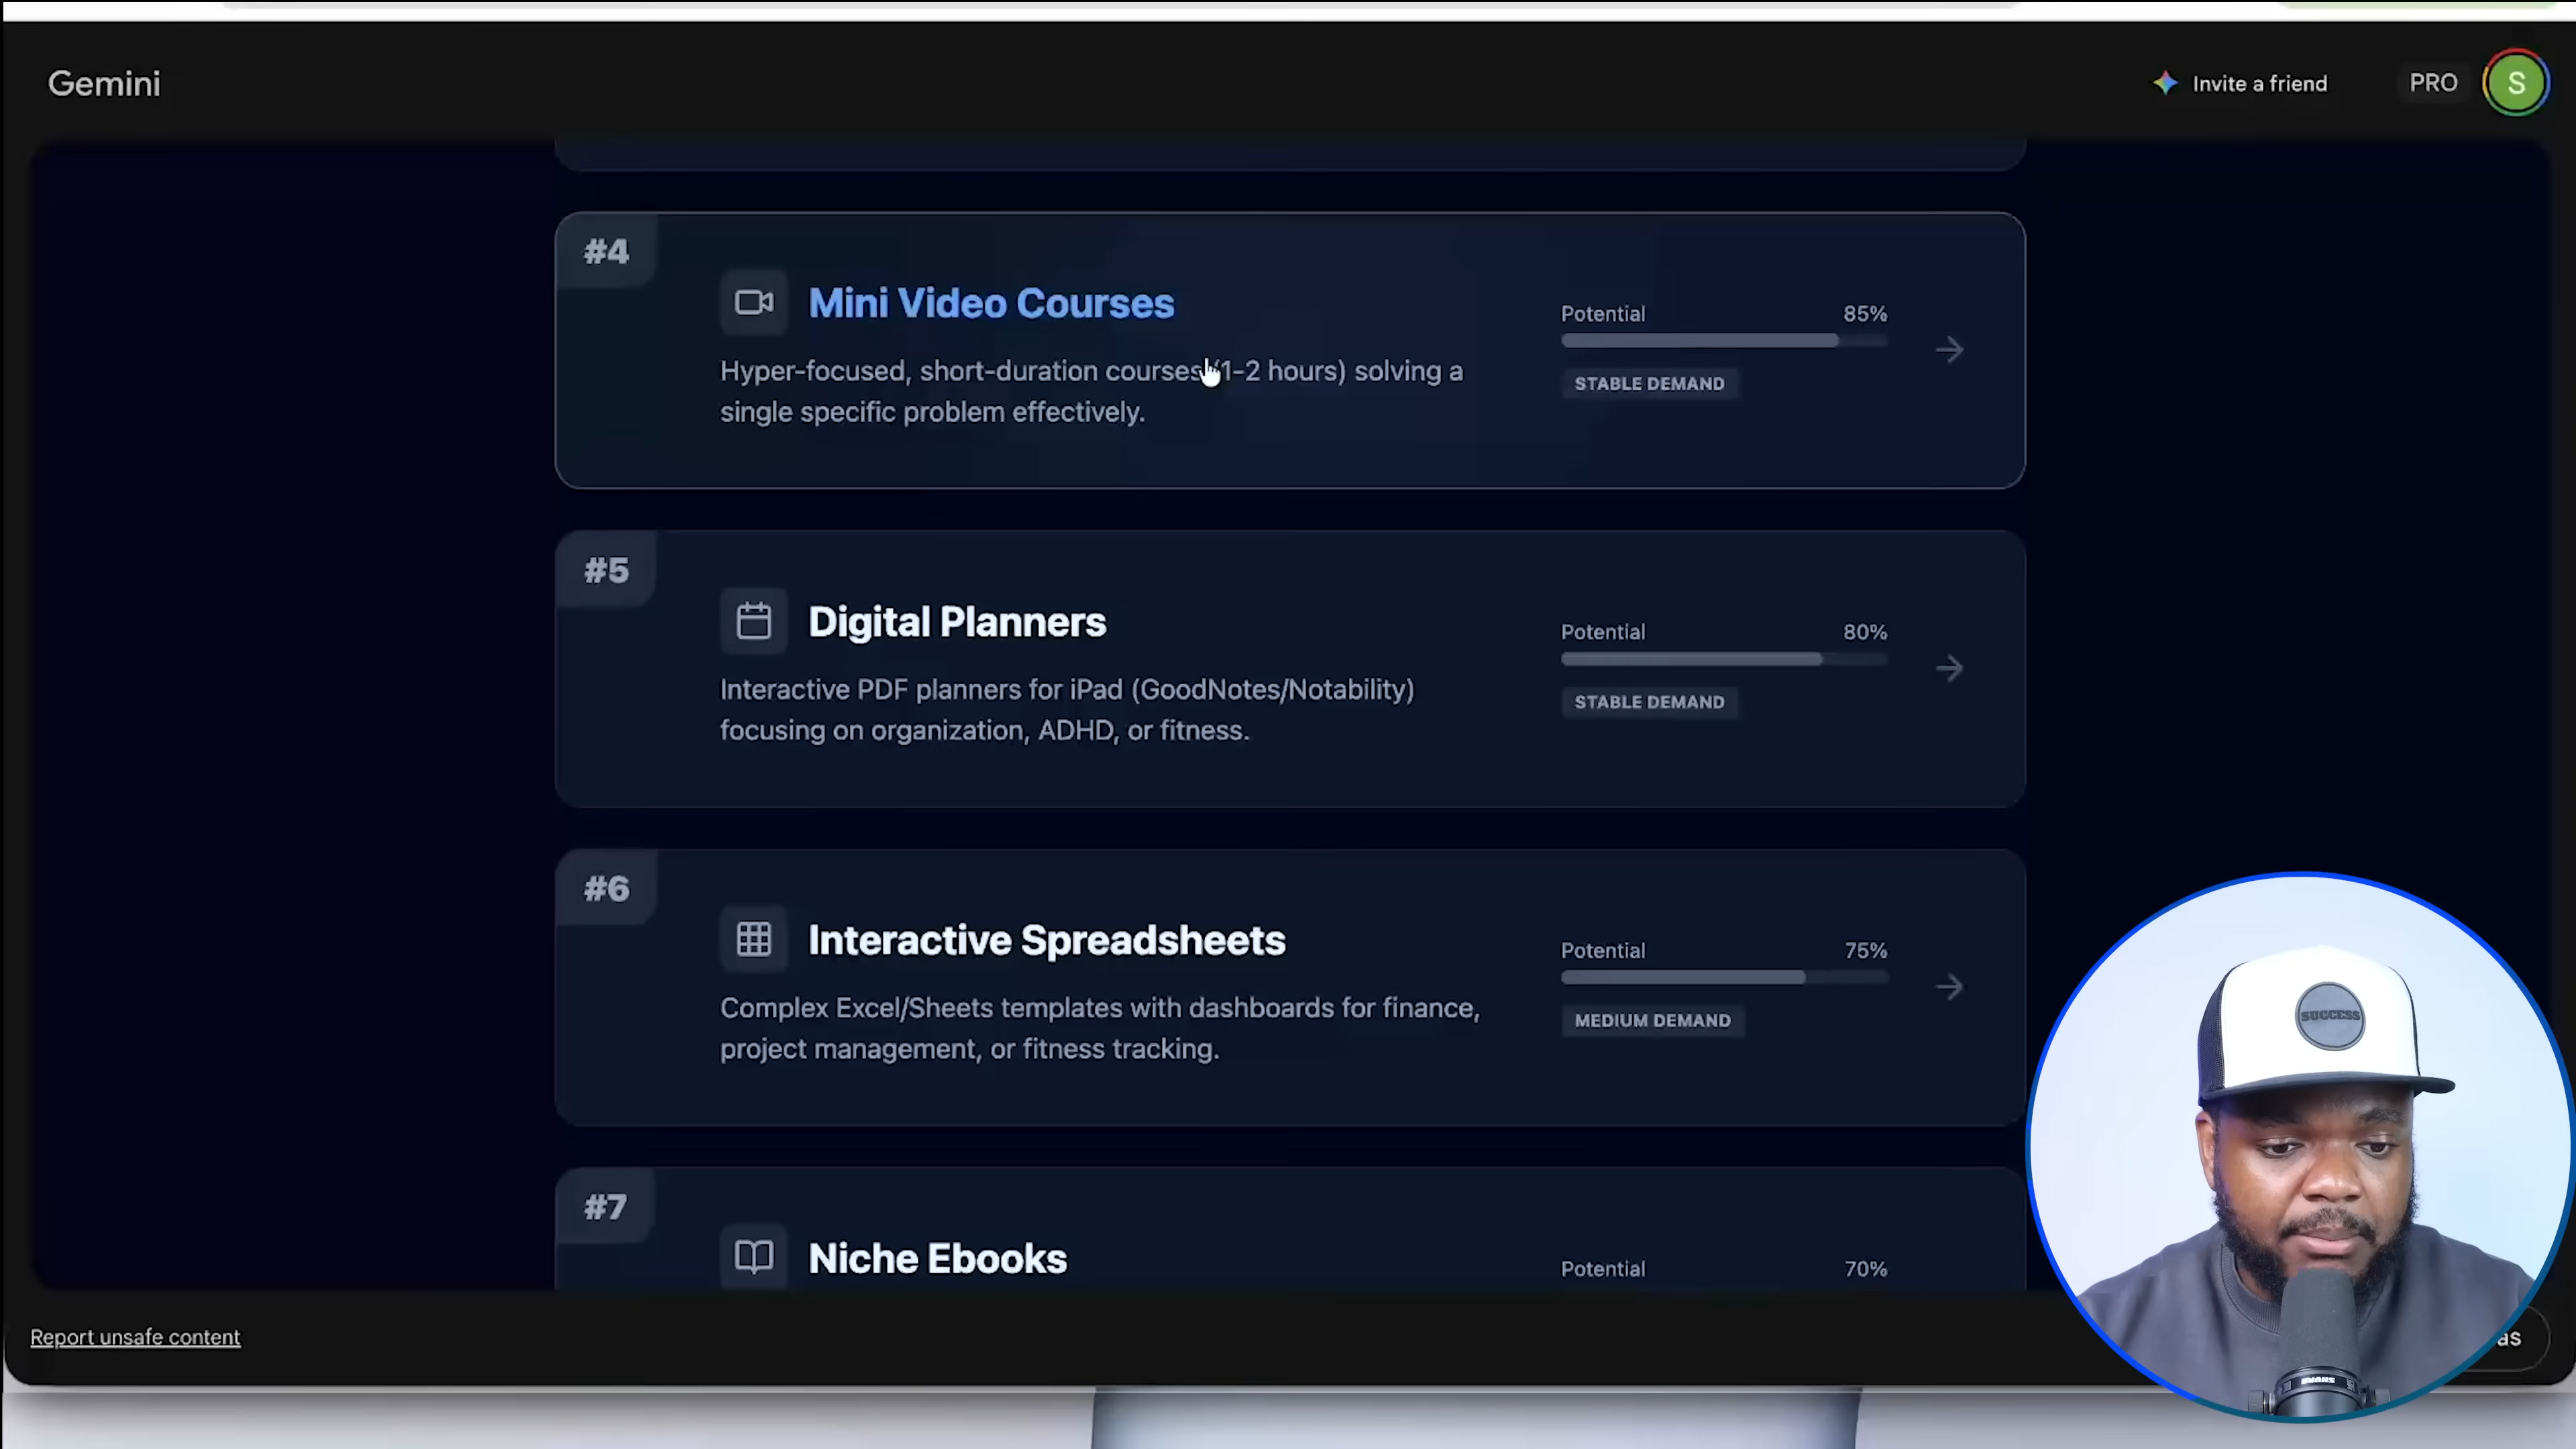 Gemini
Invite a friend
PRO
S
#4
Mini Video Courses
Hyper-focused, short-duration courses (1-2 hours) solving a
single specific problem effectively.
Potential 85%
STABLE DEMAND
#5
Digital Planners
Interactive PDF planners for iPad (GoodNotes/Notability)
focusing on organization, ADHD, or fitness.
Potential 80%
STABLE DEMAND
#6
Interactive Spreadsheets
Complex Excel/Sheets templates with dashboards for finance,
project management, or fitness tracking.
Potential 75%
MEDIUM DEMAND
#7
Niche Ebooks
Potential 70%
SUCCESS
SHURE
Report unsafe content
as